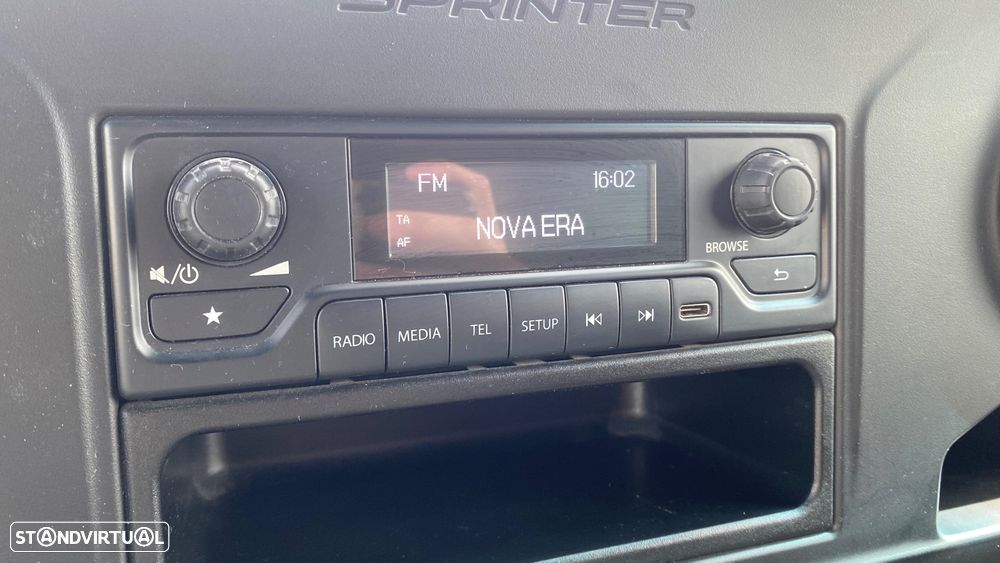 SPRINTER
FM 16:02
TA
NOVA ERA
AF
BROWSE
RADIO MEDIA TEL SETUP
STANDVIRTUAL